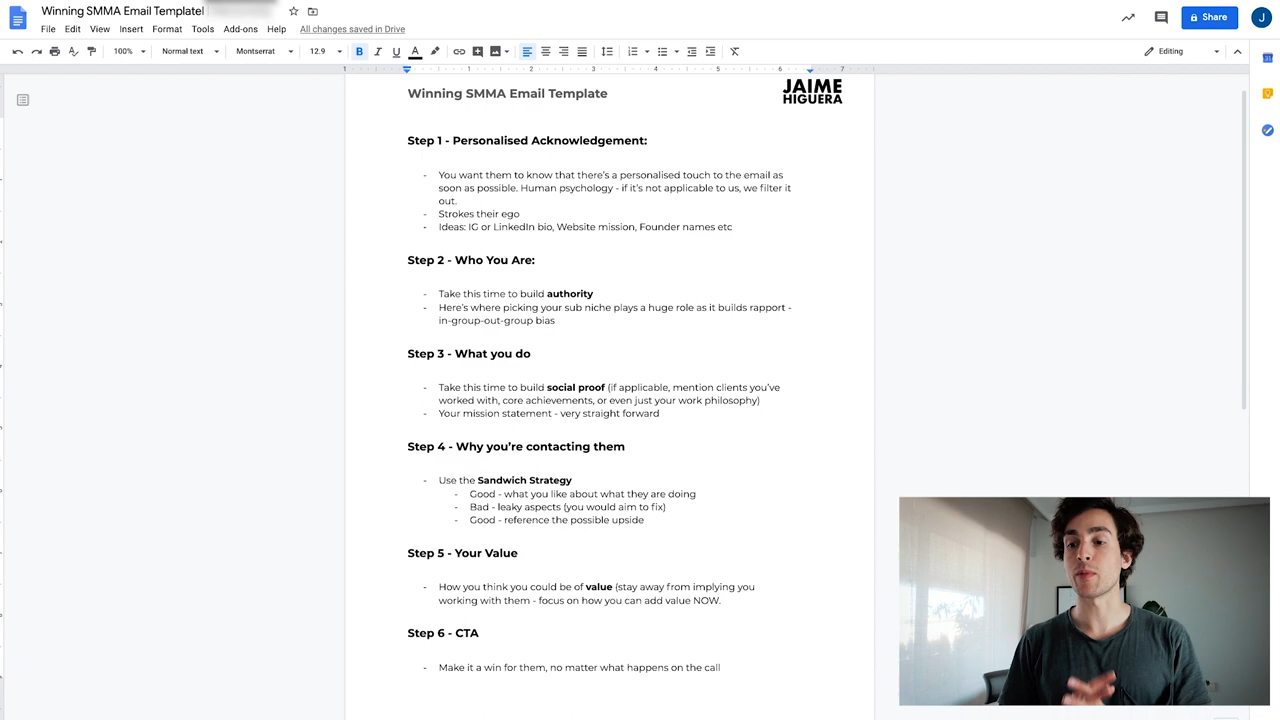 Winning SMMA Email Template!
File Edit View Insert Format Tools Add-ons Help All changes saved in Drive
Share
J
100% Normal text Montserrat 12.9 B I U A Editing
1 1 2 3 4 5 6 7
Winning SMMA Email Template
JAIME
HIGUERA
Step 1 - Personalised Acknowledgement:
- You want them to know that there's a personalised touch to the email as
soon as possible. Human psychology - if it's not applicable to us, we filter it
out.
- Strokes their ego
- Ideas: IG or LinkedIn bio, Website mission, Founder names etc
Step 2 - Who You Are:
- Take this time to build authority
- Here's where picking your sub niche plays a huge role as it builds rapport -
in-group-out-group bias
Step 3 - What you do
- Take this time to build social proof (if applicable, mention clients you've
worked with, core achievements, or even just your work philosophy)
- Your mission statement - very straight forward
Step 4 - Why you're contacting them
- Use the Sandwich Strategy
- Good - what you like about what they are doing
- Bad - leaky aspects (you would aim to fix)
- Good - reference the possible upside
Step 5 - Your Value
- How you think you could be of value (stay away from implying you
working with them - focus on how you can add value NOW.
Step 6 - CTA
- Make it a win for them, no matter what happens on the call